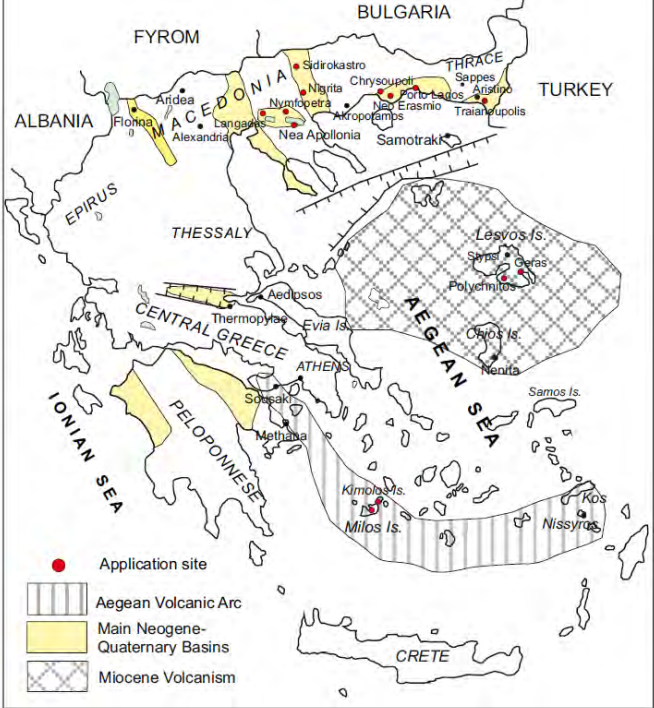 BULGARIA
FYROM
THRACE
Sidirokastro
Sappes
Chrysoupoli
TURKEY
Aristino
Aridea
Nigrita
Porto Lagos
MACEDONIA
Nymfopetra
Neo Erasmio
Traianoupolis
ALBANIA
Florina
Langadas
Akropotamos
Alexandria
Nea Apollonia
Samotraki
EPIRUS
THESSALY
Lesvos Is.
Stypsi
Geras
Polychnitos
Aedipsos
AEGEAN SEA
Thermopylae
CENTRAL GREECE
Evia Is.
Chios Is.
ATHENS
Nenita
IONIAN SEA
Sousaki
Samos Is.
PELOPONNESE
Methana
Kimolos Is.
Kos
Milos Is.
Nissyros
Application site
Aegean Volcanic Arc
Main Neogene-
Quaternary Basins
CRETE
Miocene Volcanism